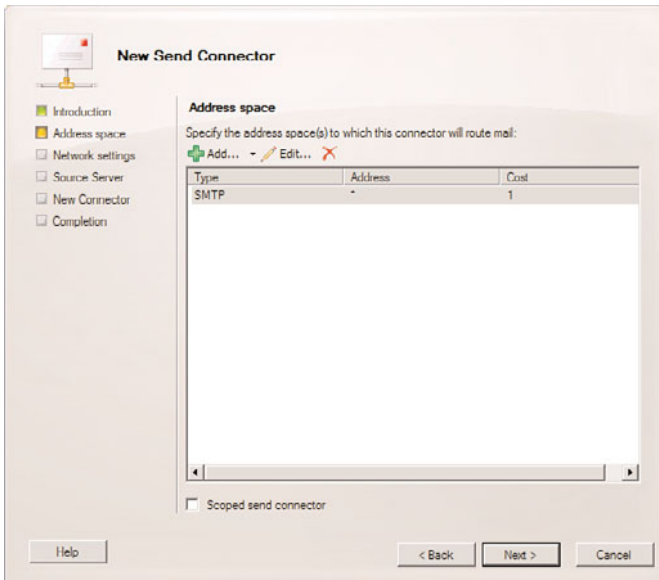 New Send Connector
Introduction
Address space
Network settings
Source Server
New Connector
Completion
Address space
Specify the address space(s) to which this connector will route mail:
Add... Edit...
Type Address Cost
SMTP * 1
Scoped send connector
Help < Back Next > Cancel